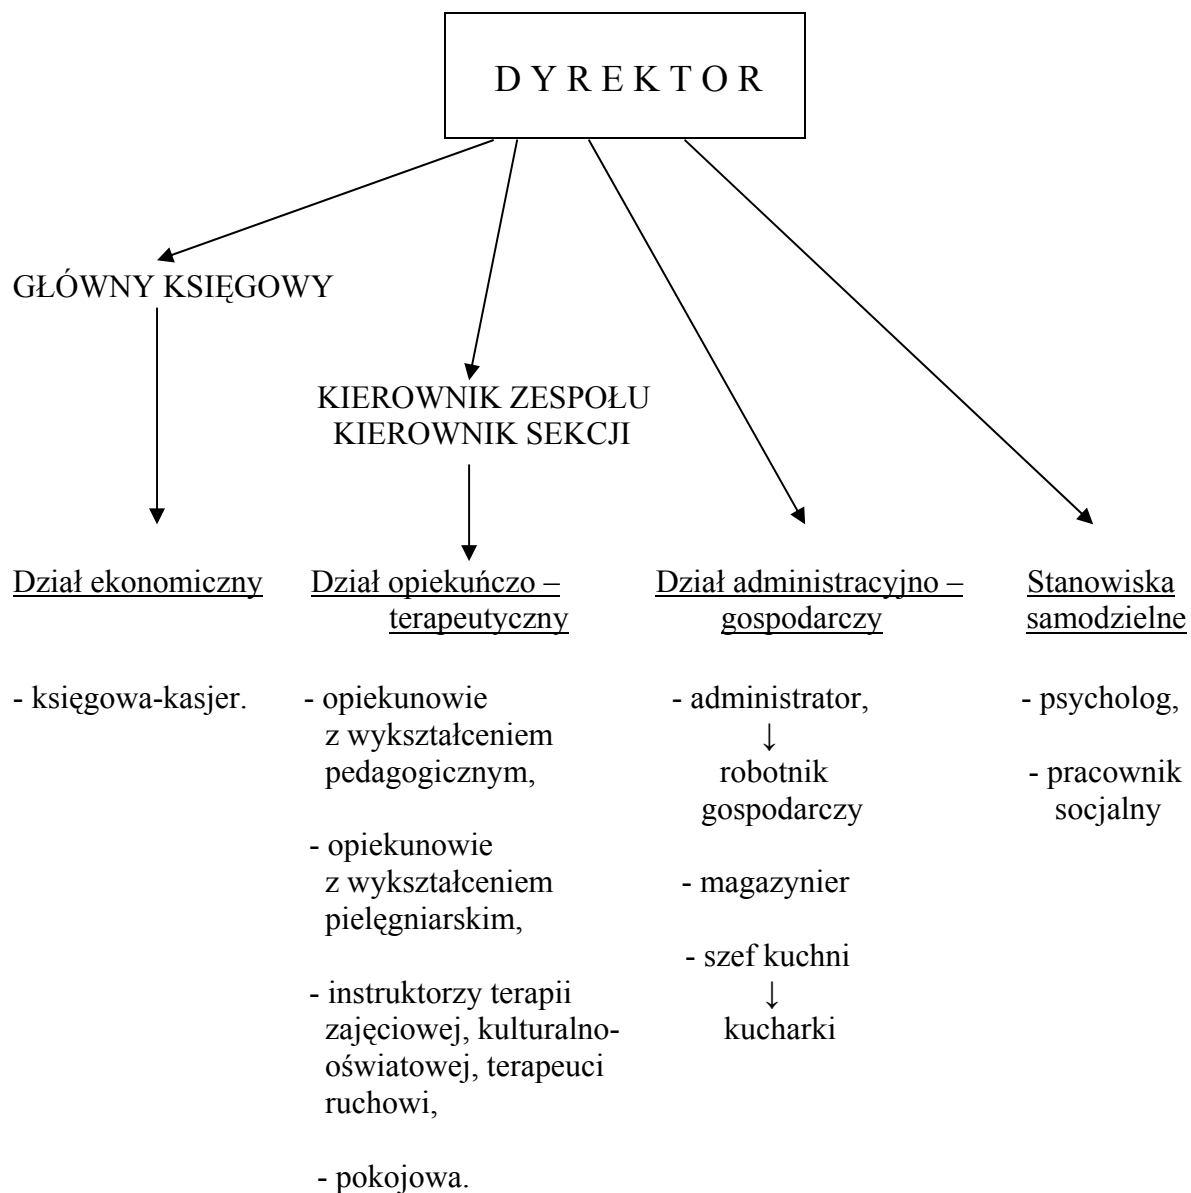 D Y R E K T O R
GŁÓWNY KSIĘGOWY
KIEROWNIK ZESPOŁU
KIEROWNIK SEKCJI
Dział ekonomiczny
- księgowa-kasjer.
Dział opiekuńczo –
terapeutyczny
- opiekunowie
z wykształceniem
pedagogicznym,
- opiekunowie
z wykształceniem
pielęgniarskim,
- instruktorzy terapii
zajęciowej, kulturalno-
oświatowej, terapeuci
ruchowi,
- pokojowa.
Dział administracyjno –
gospodarczy
- administrator,
↓
robotnik
gospodarczy
- magazynier
- szef kuchni
↓
kucharki
Stanowiska
samodzielne
- psycholog,
- pracownik
socjalny